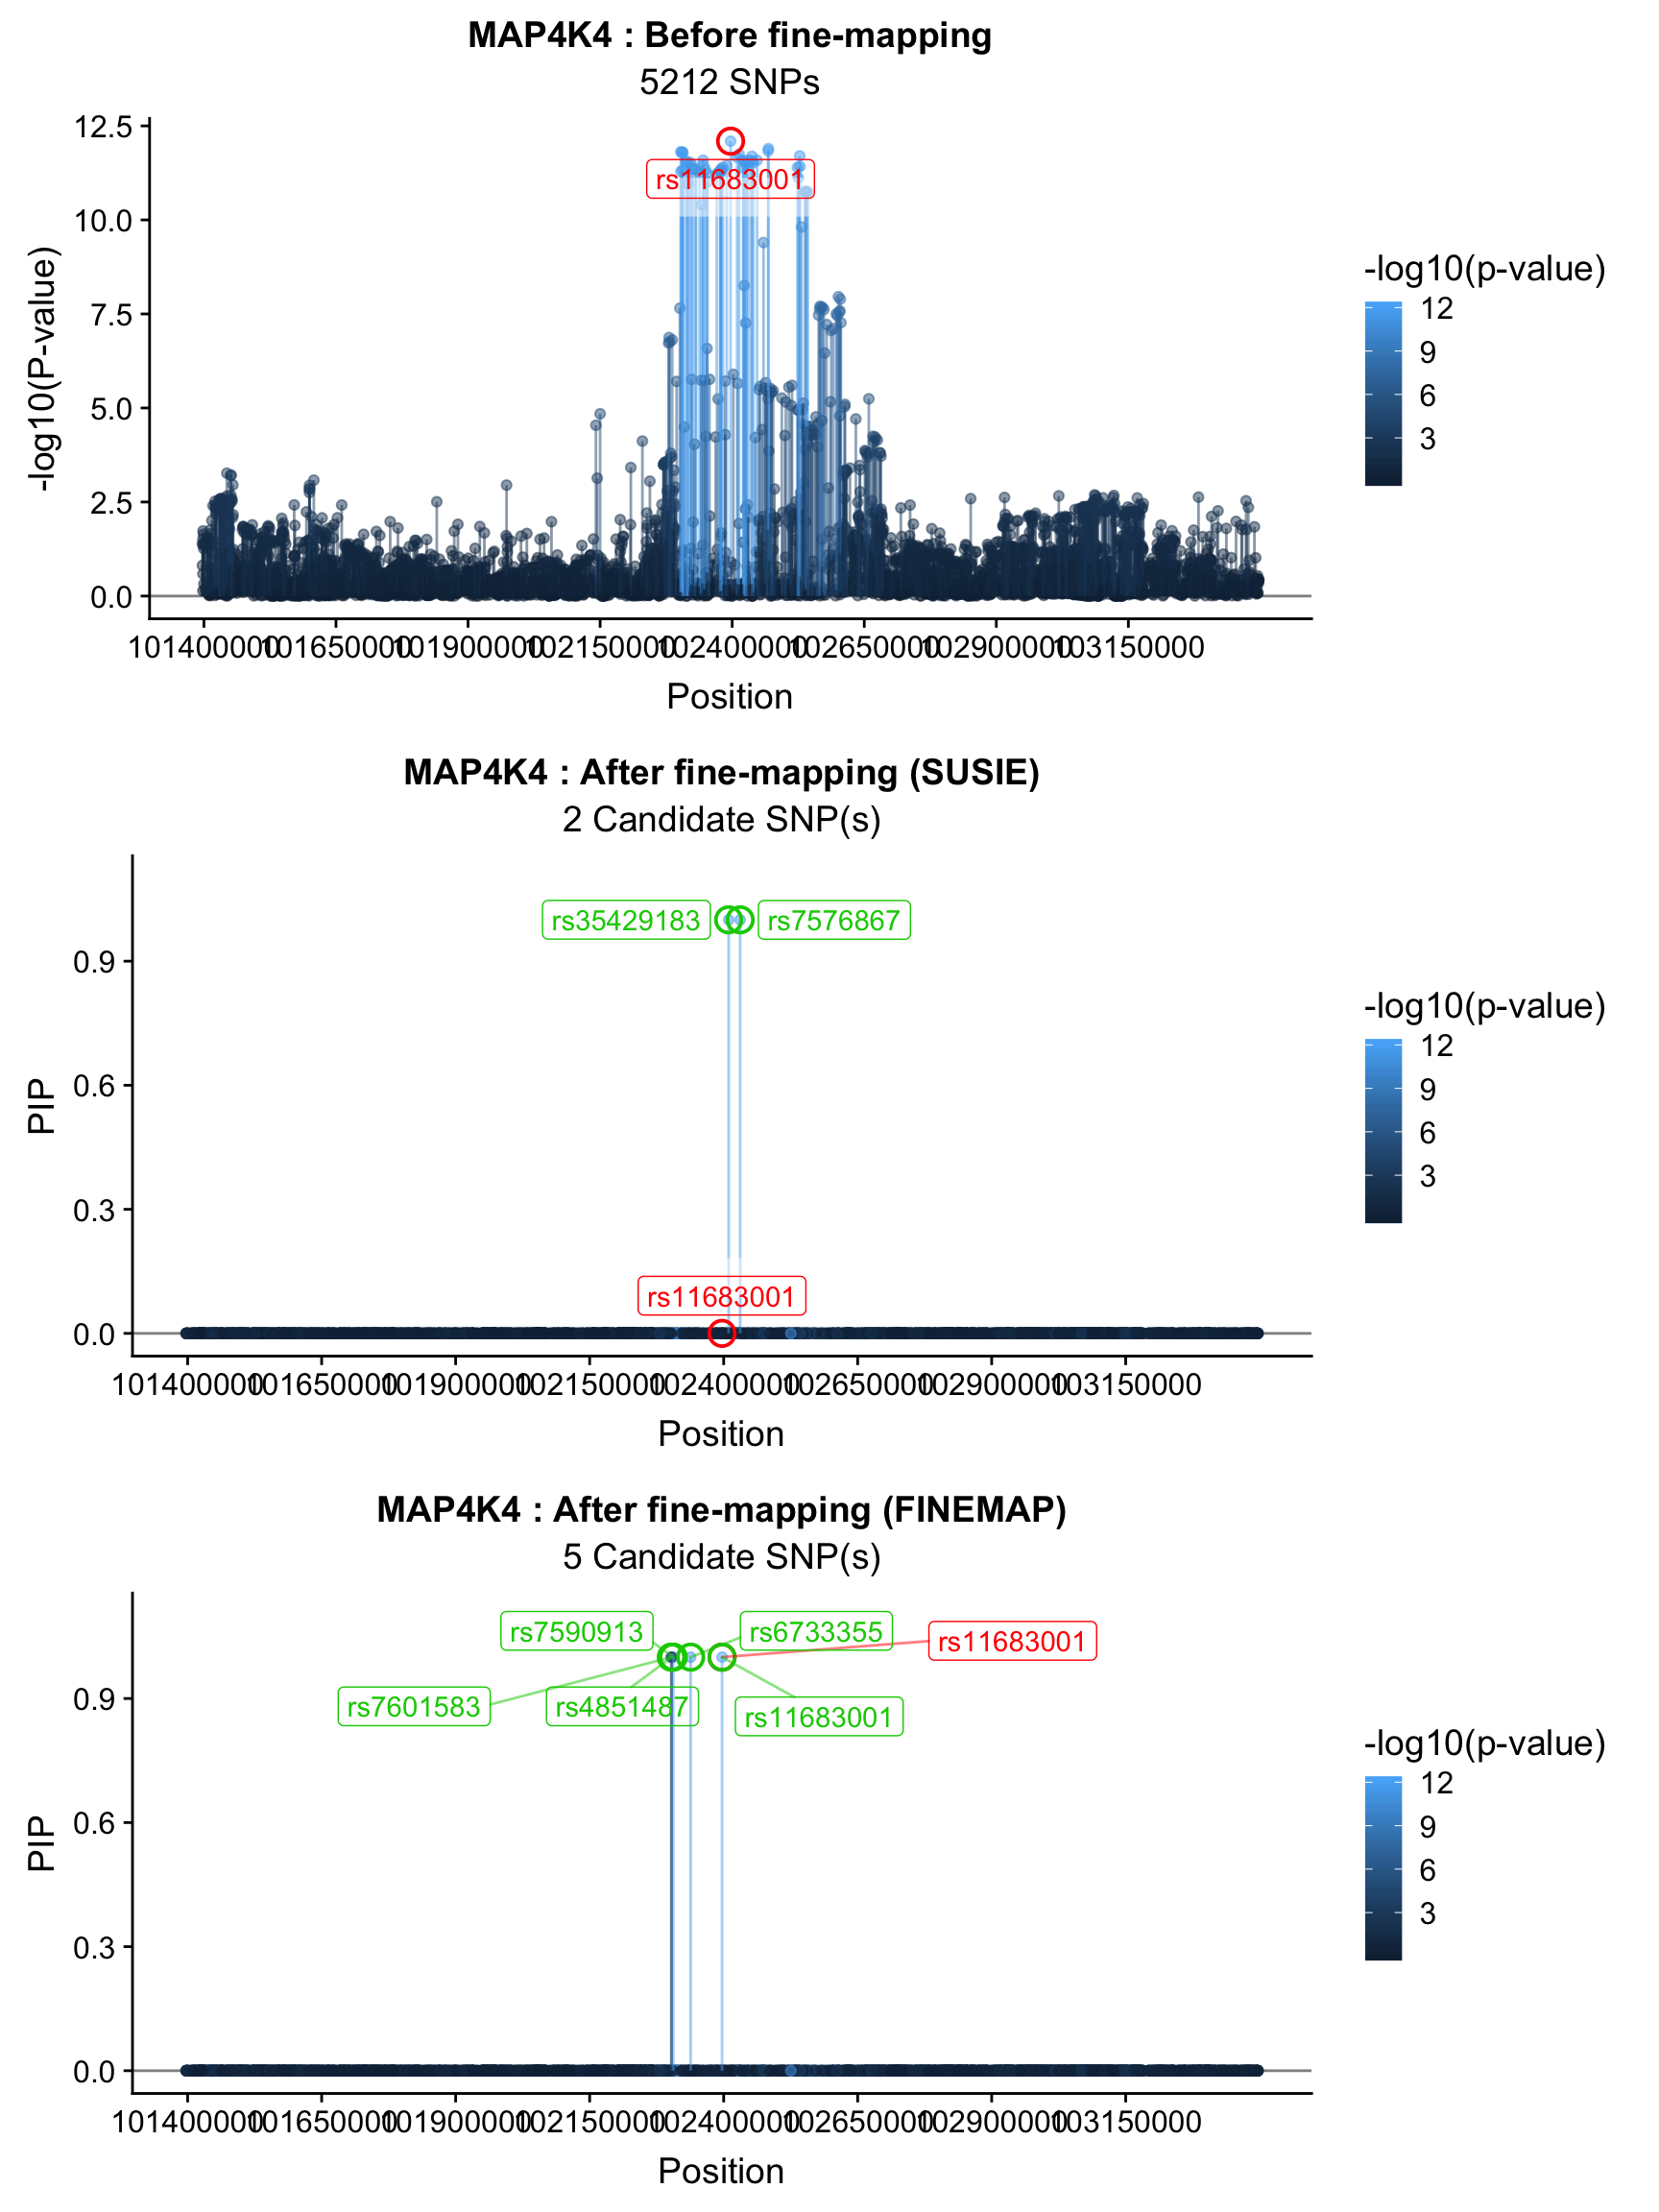 MAP4K4 : Before fine-mapping
5212 SNPs
-log10(P-value)
12.5
10.0
7.5
5.0
2.5
0.0
rs11683001
101400000 101650000 101900000 102150000 102400000 102650000 102900000 103150000
Position
-log10(p-value)
12
9
6
3
MAP4K4 : After fine-mapping (SUSIE)
2 Candidate SNP(s)
PIP
0.9
0.6
0.3
0.0
rs35429183 rs7576867
rs11683001
101400000 101650000 101900000 102150000 102400000 102650000 102900000 103150000
Position
-log10(p-value)
12
9
6
3
MAP4K4 : After fine-mapping (FINEMAP)
5 Candidate SNP(s)
PIP
0.9
0.6
0.3
0.0
rs7590913 rs6733355 rs11683001
rs7601583 rs4851487 rs11683001
101400000 101650000 101900000 102150000 102400000 102650000 102900000 103150000
Position
-log10(p-value)
12
9
6
3